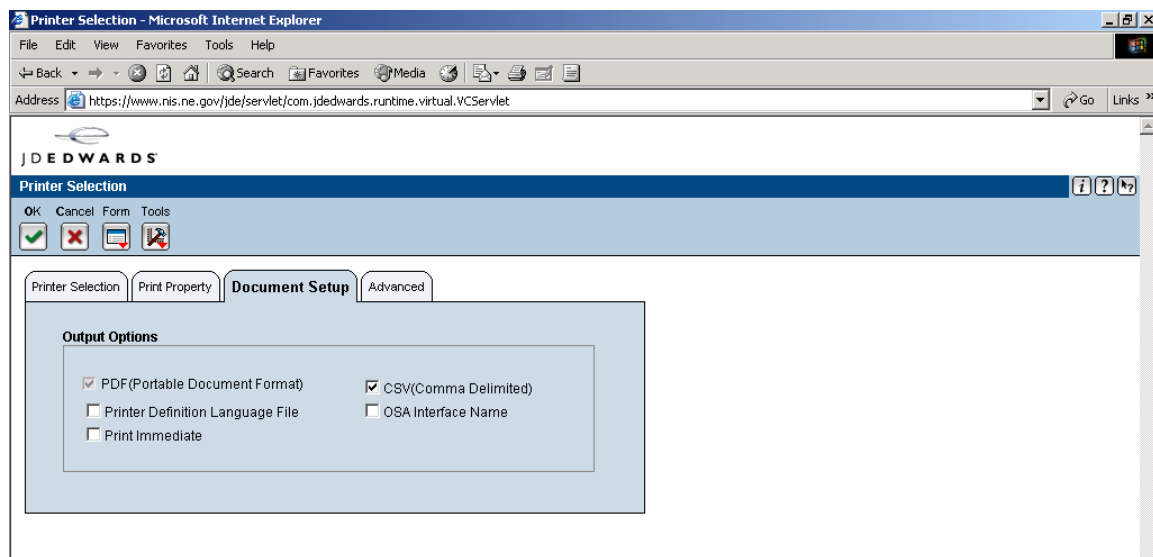 Printer Selection - Microsoft Internet Explorer
File Edit View Favorites Tools Help
Back Search Favorites Media
Address https://www.nis.ne.gov/jde/servlet/com.jdedwards.runtime.virtual.VCServlet Go Links »
JDEDWARDS
Printer Selection i ? ?
OK Cancel Form Tools
Printer Selection Print Property Document Setup Advanced
Output Options
PDF(Portable Document Format) CSV(Comma Delimited)
Printer Definition Language File OSA Interface Name
Print Immediate